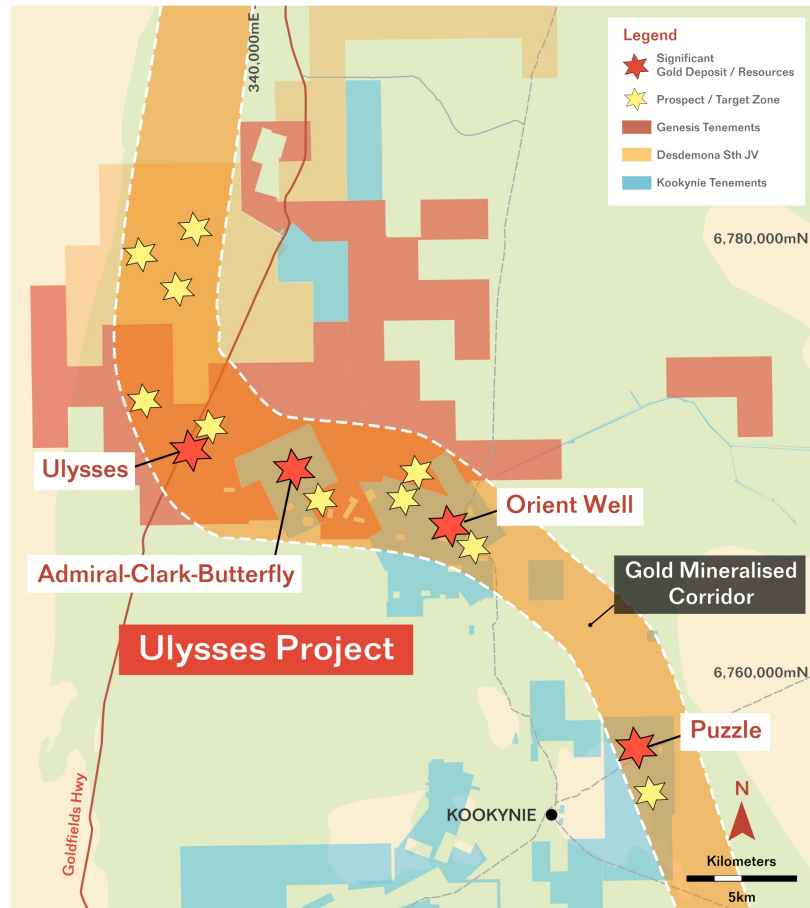 340,000mE -
Legend
Significant
Gold Deposit / Resources
Prospect / Target Zone
Genesis Tenements
Desdemona Sth JV
Kookynie Tenements
6,780,000mN
Ulysses
Orient Well
Admiral-Clark-Butterfly
Gold Mineralised
Corridor
Ulysses Project
6,760,000mN
Puzzle
Goldfields Hwy
KOOKYNIE
N
Kilometers
5km